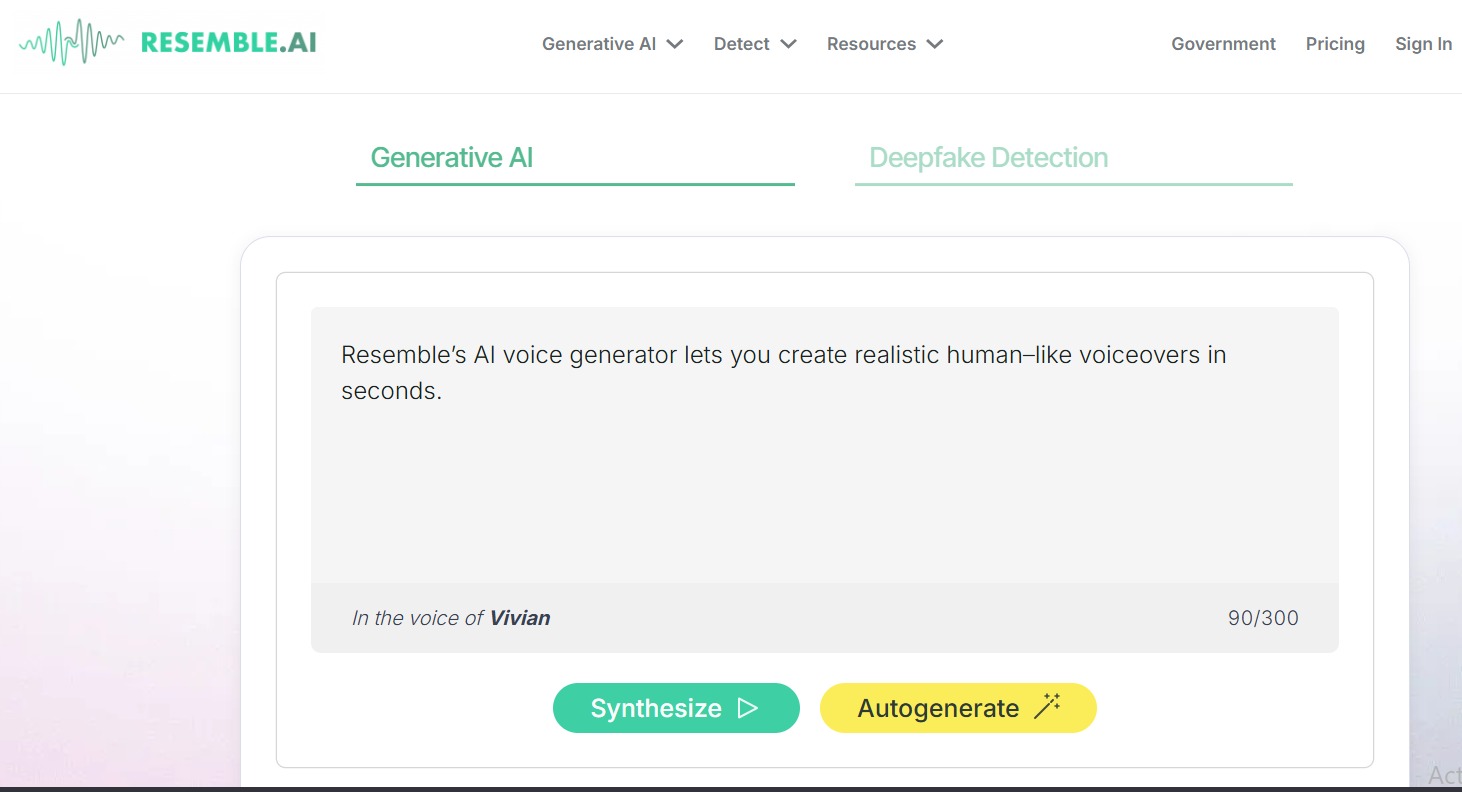 RESEMBLE.AI
Generative AI
Detect
Resources
Government
Pricing
Sign In
Generative AI
Deepfake Detection
Resemble’s AI voice generator lets you create realistic human–like voiceovers in
seconds.
In the voice of Vivian
90/300
Synthesize
Autogenerate